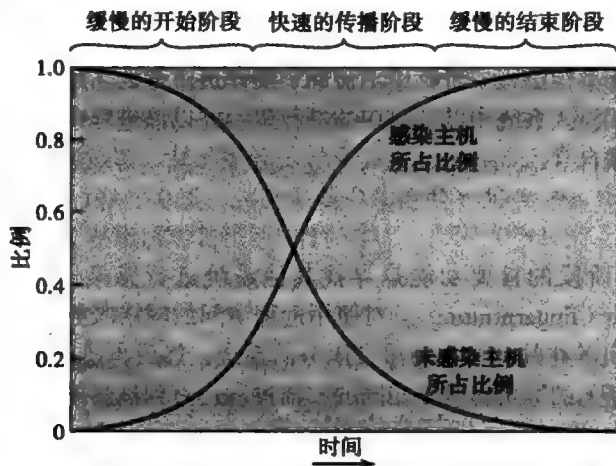 缓慢的开始阶段 快速的传播阶段 缓慢的结束阶段
1.0
感染主机
所占比例
0.8
0.6
比例
0.4
0.2
未感染主机
所占比例
0
时间